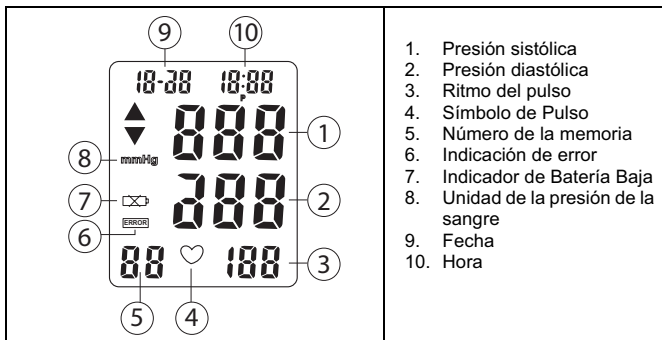 9
10
18-38 18:88
P
888
1
8
mmHg
7
388
2
6
ERROR
88
188
3
5
4
1. Presión sistólica
2. Presión diastólica
3. Ritmo del pulso
4. Símbolo de Pulso
5. Número de la memoria
6. Indicación de error
7. Indicador de Batería Baja
8. Unidad de la presión de la
sangre
9. Fecha
10. Hora